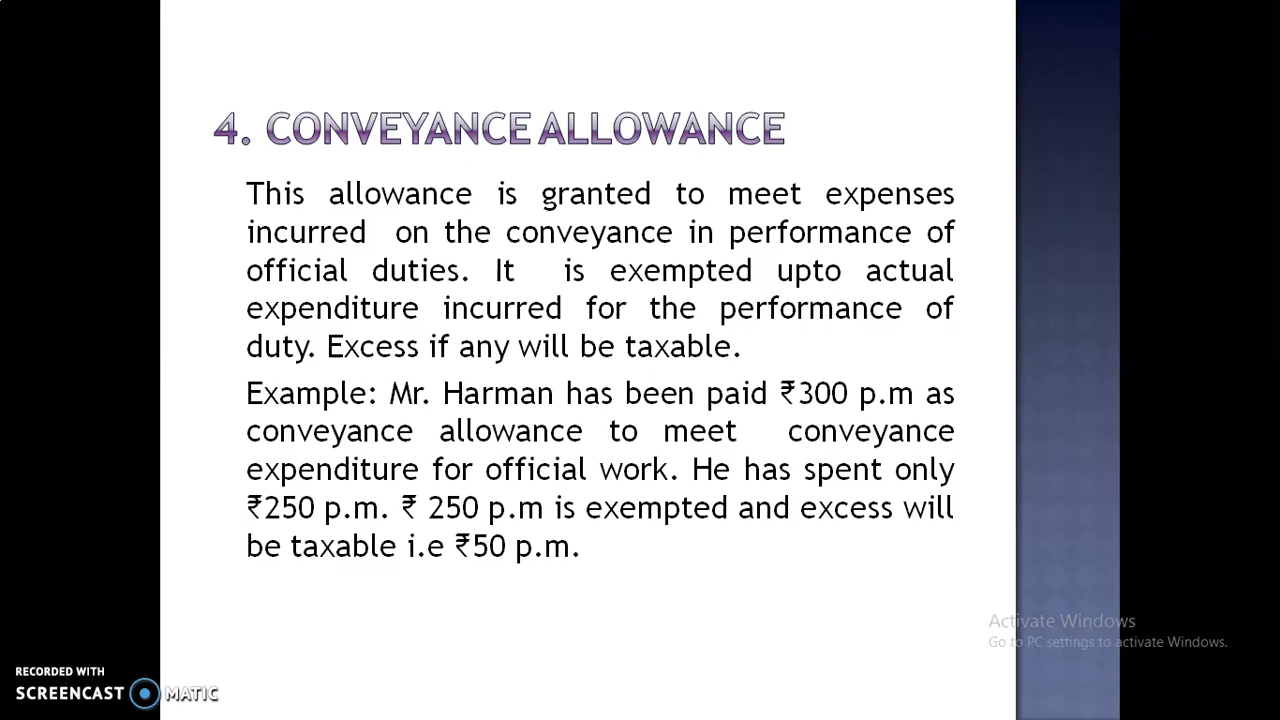 4. CONVEYANCE ALLOWANCE
This allowance is granted to meet expenses
incurred on the conveyance in performance of
official duties. It is exempted upto actual
expenditure incurred for the performance of
duty. Excess if any will be taxable.
Example: Mr. Harman has been paid ₹300 p.m as
conveyance allowance to meet conveyance
expenditure for official work. He has spent only
₹250 p.m. ₹ 250 p.m is exempted and excess will
be taxable i.e ₹50 p.m.
Activate Windows
Go to PC settings to activate Windows.
RECORDED WITH
SCREENCAST MATIC